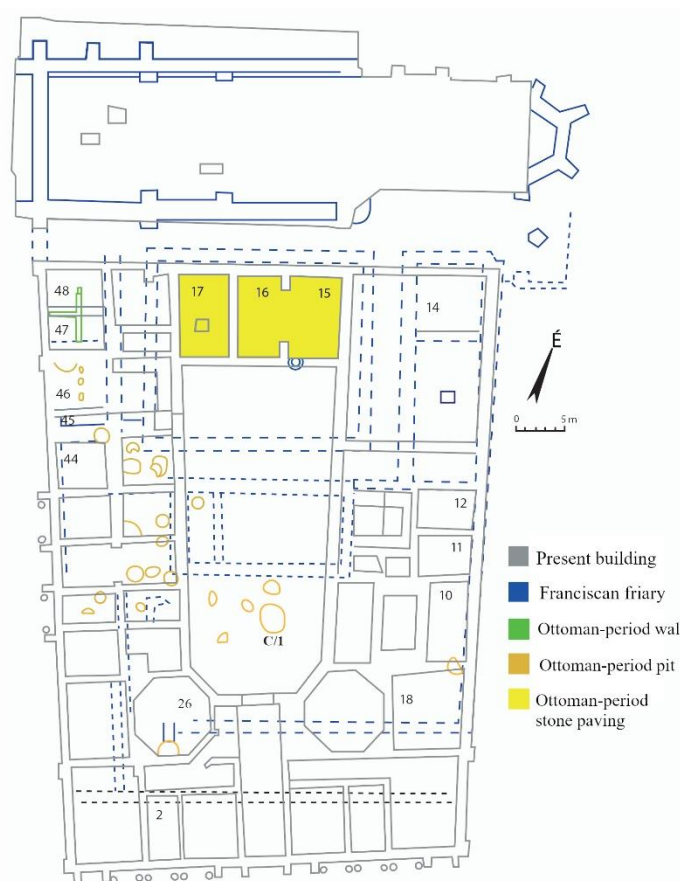 48
17
16
15
14
47
É
46
0 5 m
45
44
12
11
Present building
Franciscan friary
10
Ottoman-period wal
C/1
Ottoman-period pit
26
18
Ottoman-period
stone paving
2